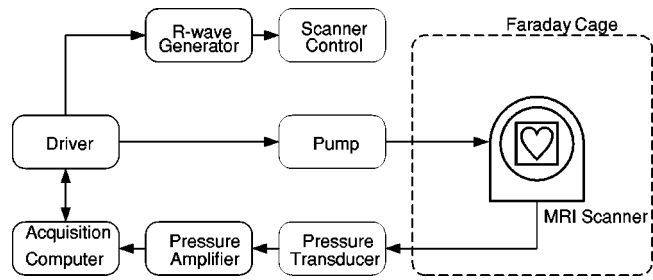 Faraday Cage
R-wave
Generator
Scanner
Control
Driver
Pump
MRI Scanner
Acquisition
Computer
Pressure
Amplifier
Pressure
Transducer